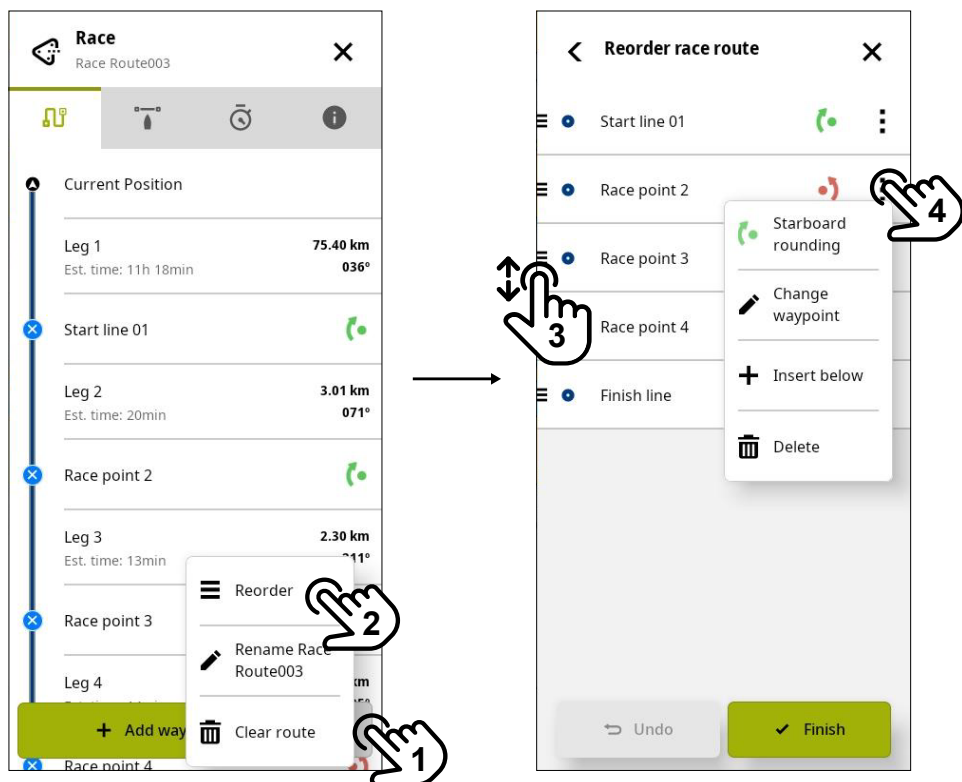 Race
Race Route003
Current Position
Leg 1
75.40 km
Est. time: 11h 18min
036°
Start line 01
Leg 2
3.01 km
Est. time: 20min
071°
Race point 2
Leg 3
2.30 km
Est. time: 13min
11°
Race point 3
Leg 4
km
Reorder
Rename Race
Route003
Clear route
+ Add way
Race point 4
1
2
Reorder race route
Start line 01
Race point 2
Race point 3
Race point 4
Finish line
Starboard
rounding
Change
waypoint
Insert below
Delete
3
4
Undo
Finish